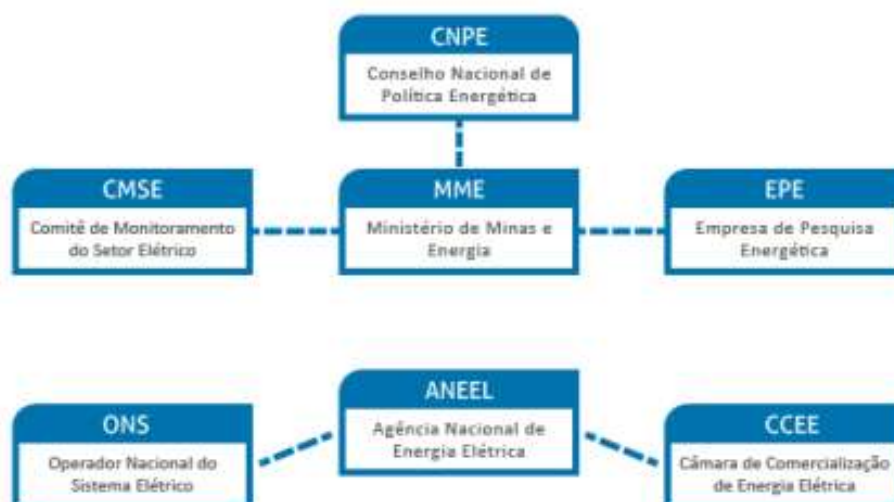 CNPE
Conselho Nacional de
Política Energética
CMSE
Comitê de Monitoramento
do Setor Elétrico
MME
Ministério de Minas e
Energia
EPE
Empresa de Pesquisa
Energética
ANEEL
Agência Nacional de
Energia Elétrica
ONS
Operador Nacional do
Sistema Elétrico
CCEE
Câmara de Comercialização
de Energia Elétrica